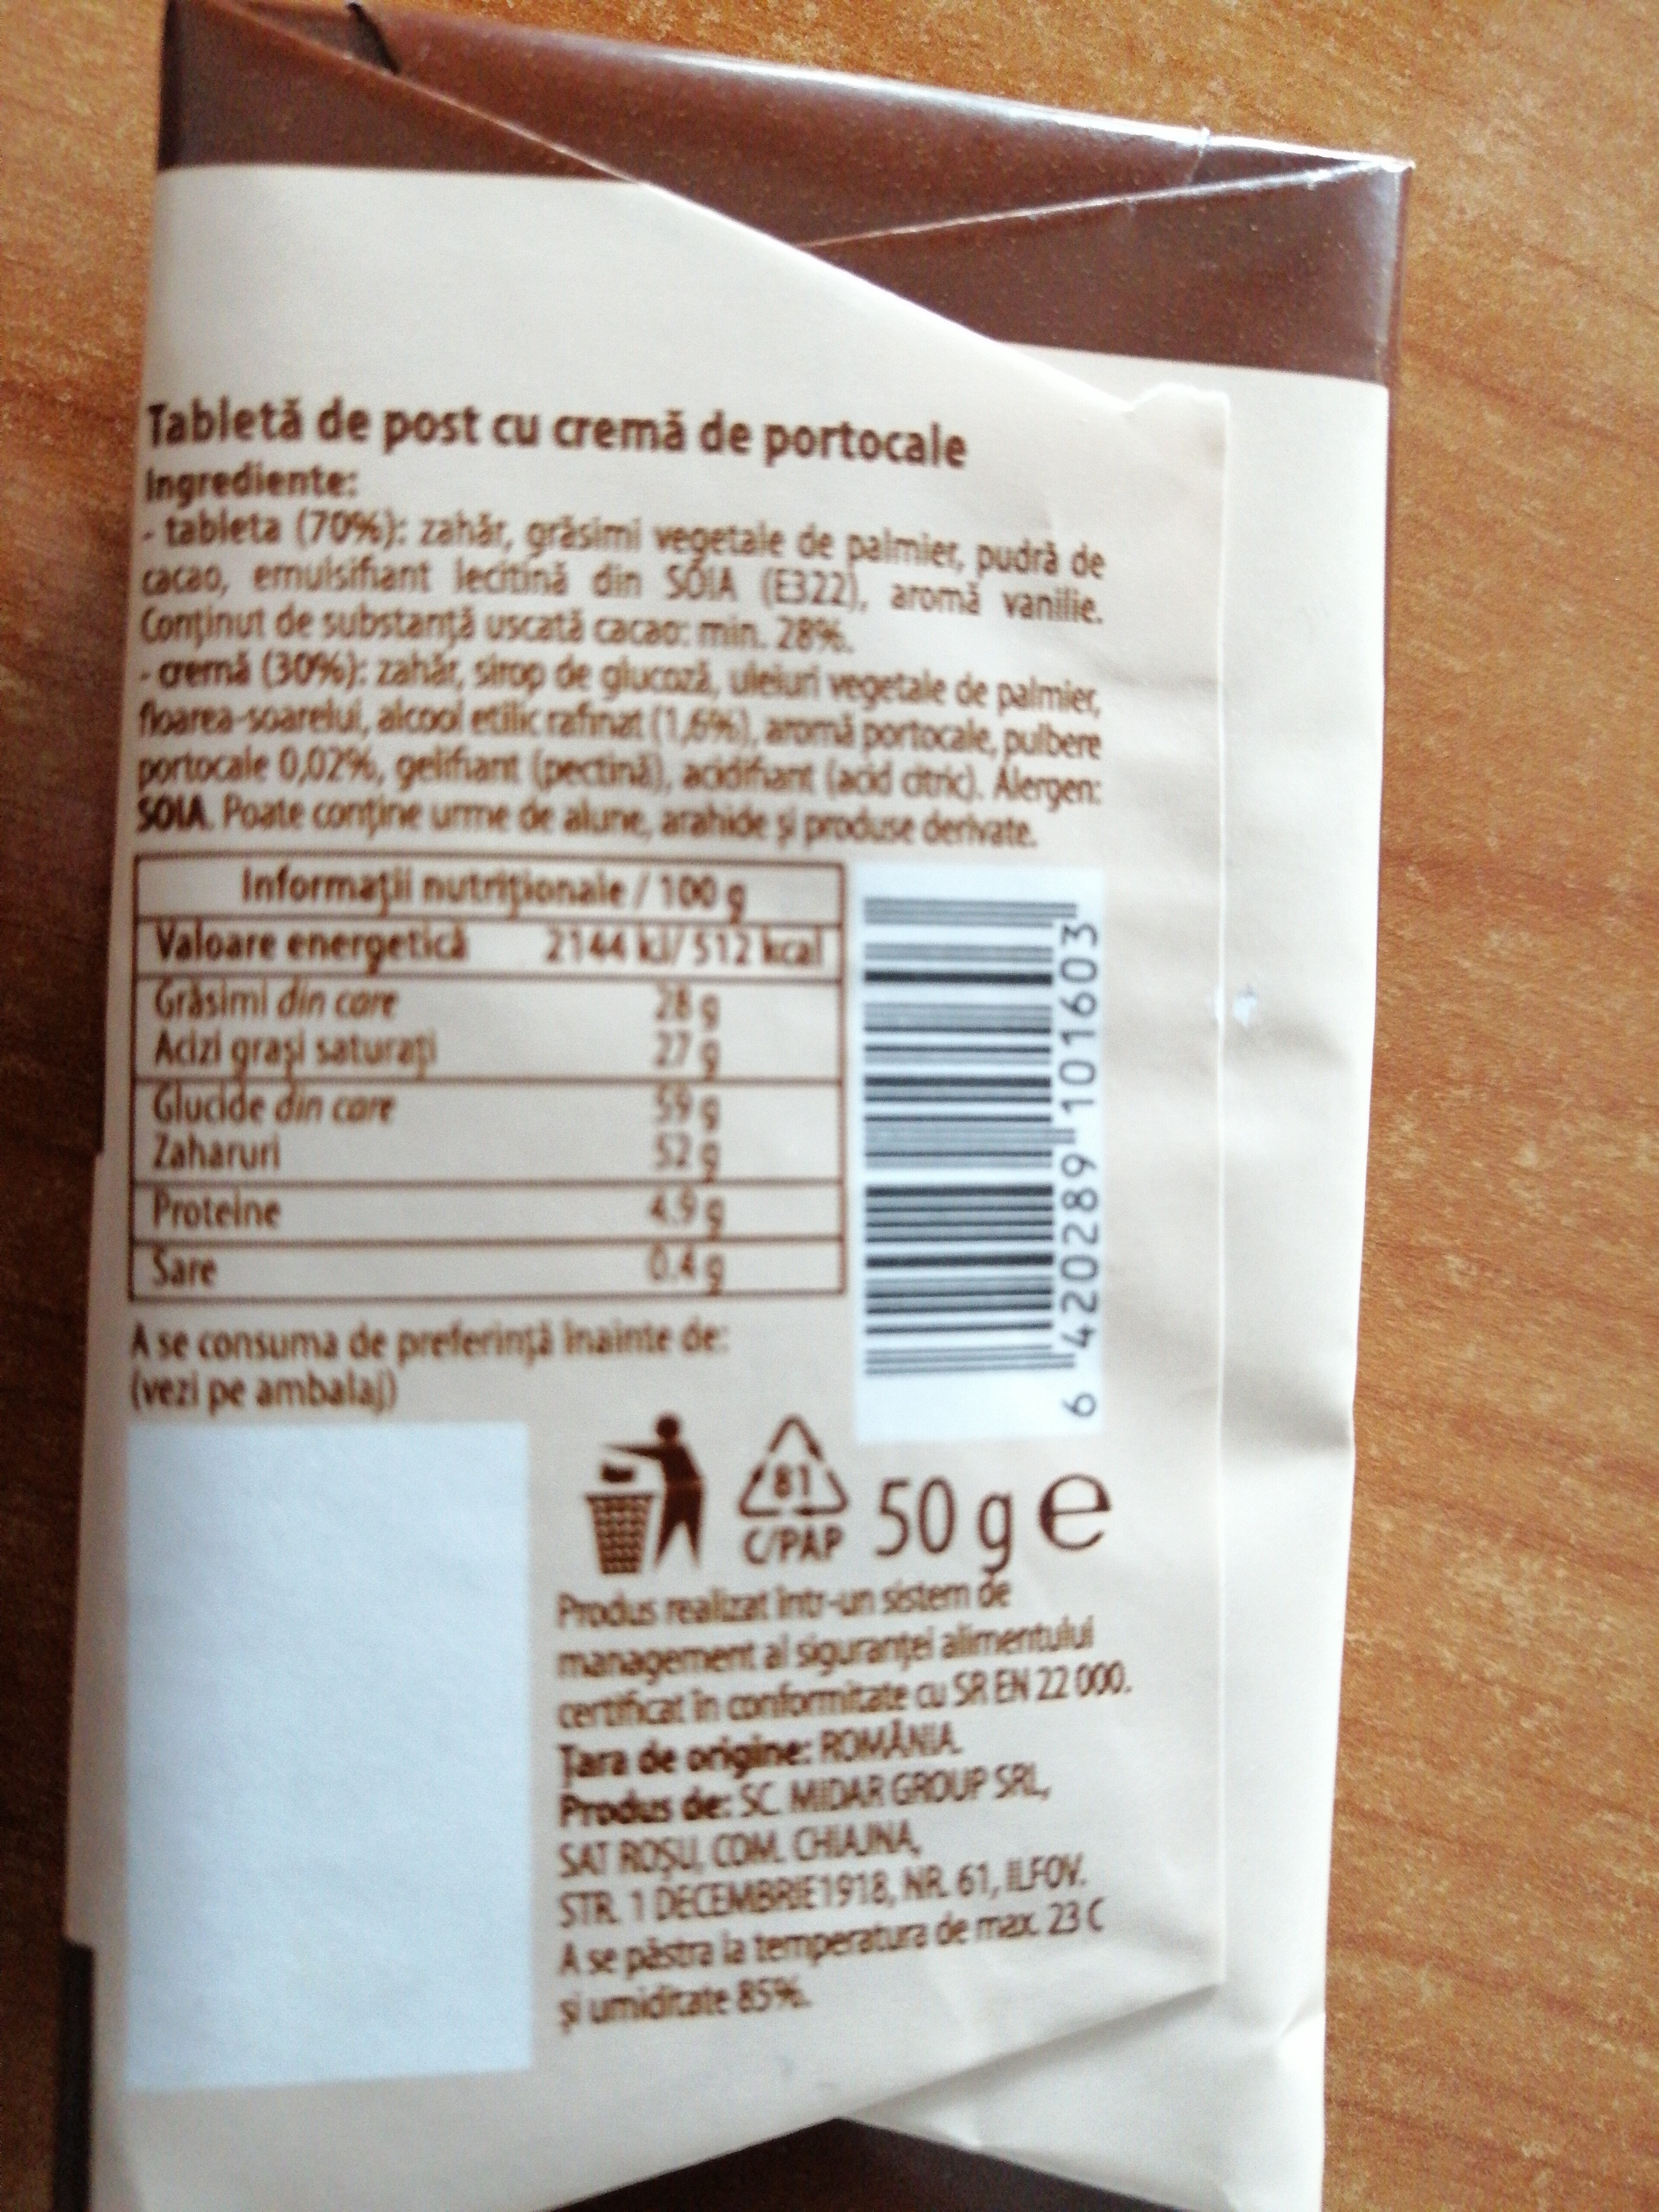 Tabletă de post cu cremă de portocale
Ingrediente:
- tableta (70%): zahăr, grăsimi vegetale de palmier, pudră de
cacao, emulsifiant lecitină din SOIA (E322), aromă vanilie.
Conținut de substanță uscată cacao: min. 28%.
- cremă (30%): zahăr, sirop de glucoză, uleiuri vegetale de palmier,
floarea-soarelui, alcool etilic rafinat (1,6%), aromă portocale, pulbere
portocale 0,02%, gelifiant (pectină), acidifiant (acid citric). Alergen:
SOIA. Poate conține urme de alune, arahide și produse derivate.
Informații nutriționale / 100 g
Valoare energetică 2144 kJ/ 512 kcal
Grăsimi din care 28 g
Acizi grași saturați 27 g
Glucide din care 59 g
Zaharuri 52 g
Proteine 4.9 g
Sare 0.4 g
6 420289 101603
A se consuma de preferință înainte de:
(vezi pe ambalaj)
81
C/PAP
50 g e
Produs realizat într-un sistem de
management al siguranței alimentului
certificat în conformitate cu SR EN 22 000.
Țara de origine: ROMÂNIA.
Produs de: SC. MIDAR GROUP SRL,
SAT ROȘU, COM. CHIAJNA,
STR. 1 DECEMBRIE1918, NR. 61, ILFOV.
A se păstra la temperatura de max. 23 C
și umiditate 85%.